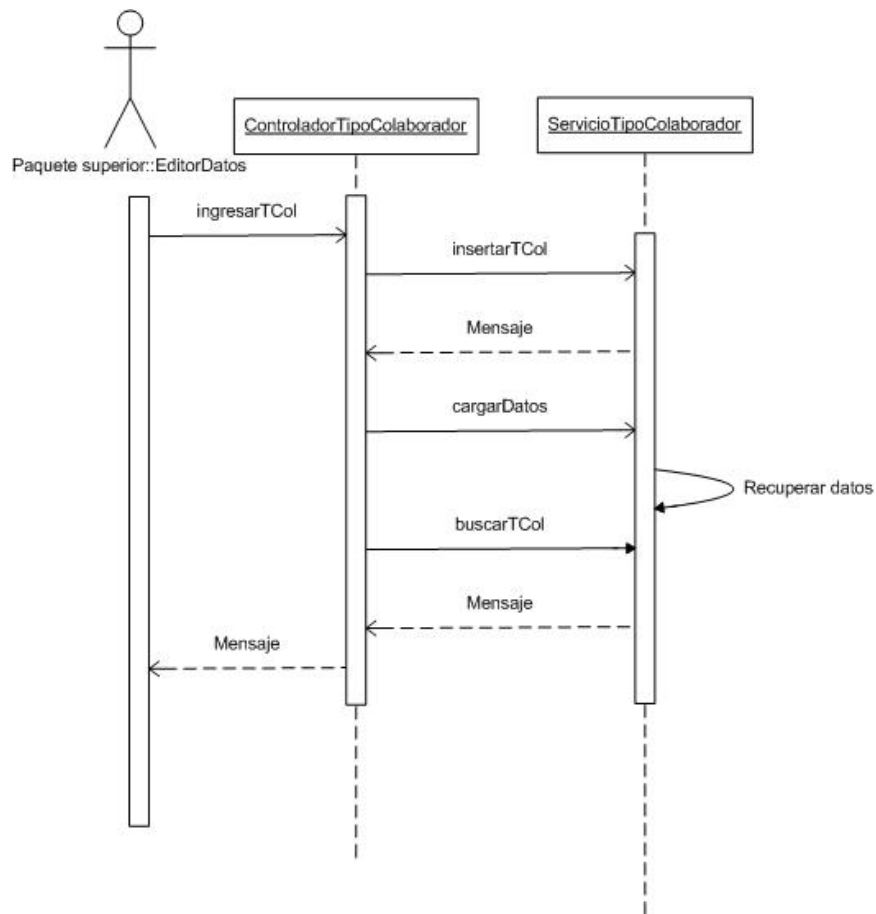 ControladorTipoColaborador
ServicioTipoColaborador
Paquete superior::EditorDatos
ingresarTCol
insertarTCol
Mensaje
cargarDatos
Recuperar datos
buscarTCol
Mensaje
Mensaje